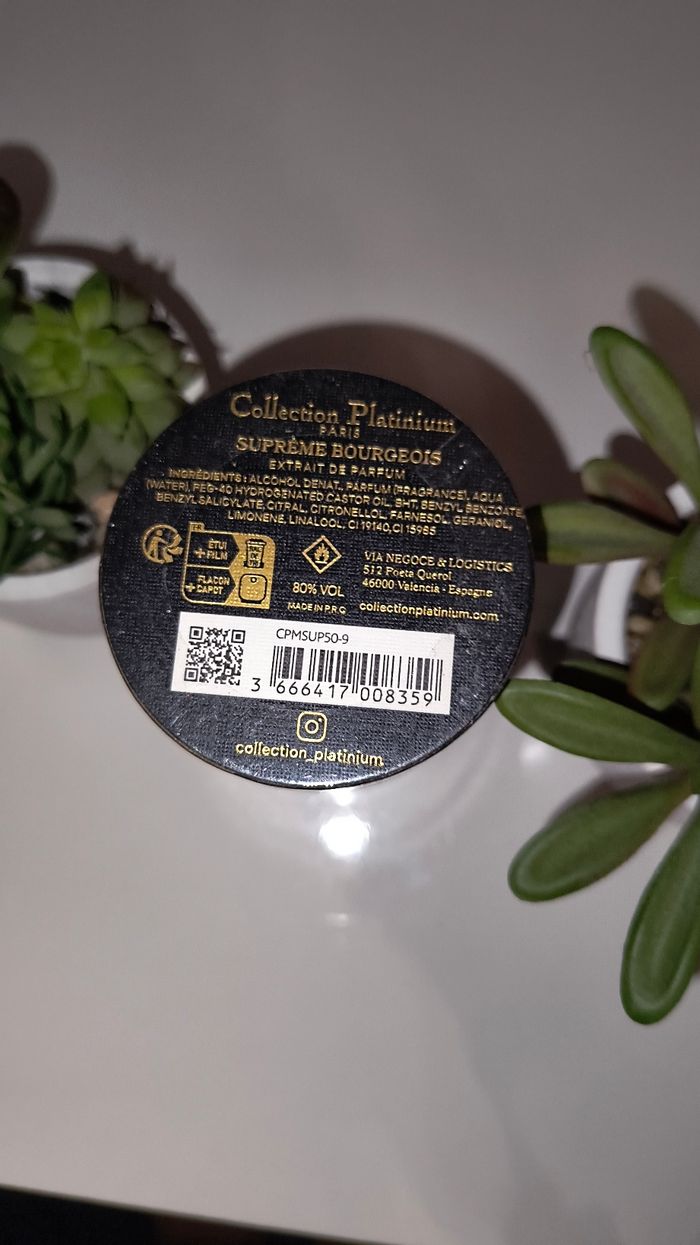 Collection Platinium
PARIS
SUPRÊME BOURGEOIS
EXTRAIT DE PARFUM
INGRÉDIENTS : ALCOHOL DENAT., PARFUM (FRAGRANCE), AQUA
(WATER), PEG-40 HYDROGENATED CASTOR OIL, BHT, BENZYL BENZOATE,
BENZYL SALICYLATE, CITRAL, CITRONELLOL, FARNESOL, GERANIOL,
LIMONENE, LINALOOL, CI 19140, CI 15985
FR
ÉTUI
+ FILM
FLACON
+ CAPOT
80% VOL
MADE IN P.R.C
VIA NEGOCE & LOGISTICS
512 Poeta Querol
46000 Valencia - Espagne
collectionplatinium.com
CPMSUP50-9
3 666417 008359
collection_platinium